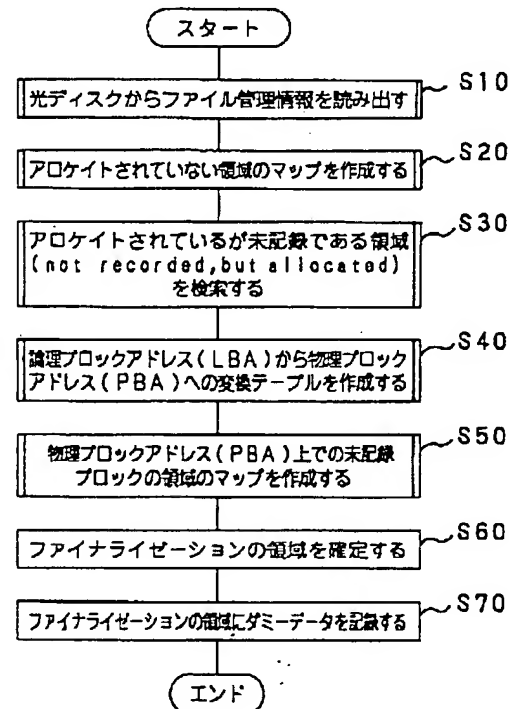 スタート
光ディスクからファイル管理情報を読み出す
S10
アロケイトされていない領域のマップを作成する
S20
アロケイトされているが未記録である領域
(not recorded,but allocated)
を検索する
S30
論理ブロックアドレス(LBA)から物理ブロック
アドレス(PBA)への変換テーブルを作成する
S40
物理ブロックアドレス(PBA)上での未記録
ブロックの領域のマップを作成する
S50
ファイナライゼーションの領域を確定する
S60
ファイナライゼーションの領域にダミーデータを記録する
S70
エンド